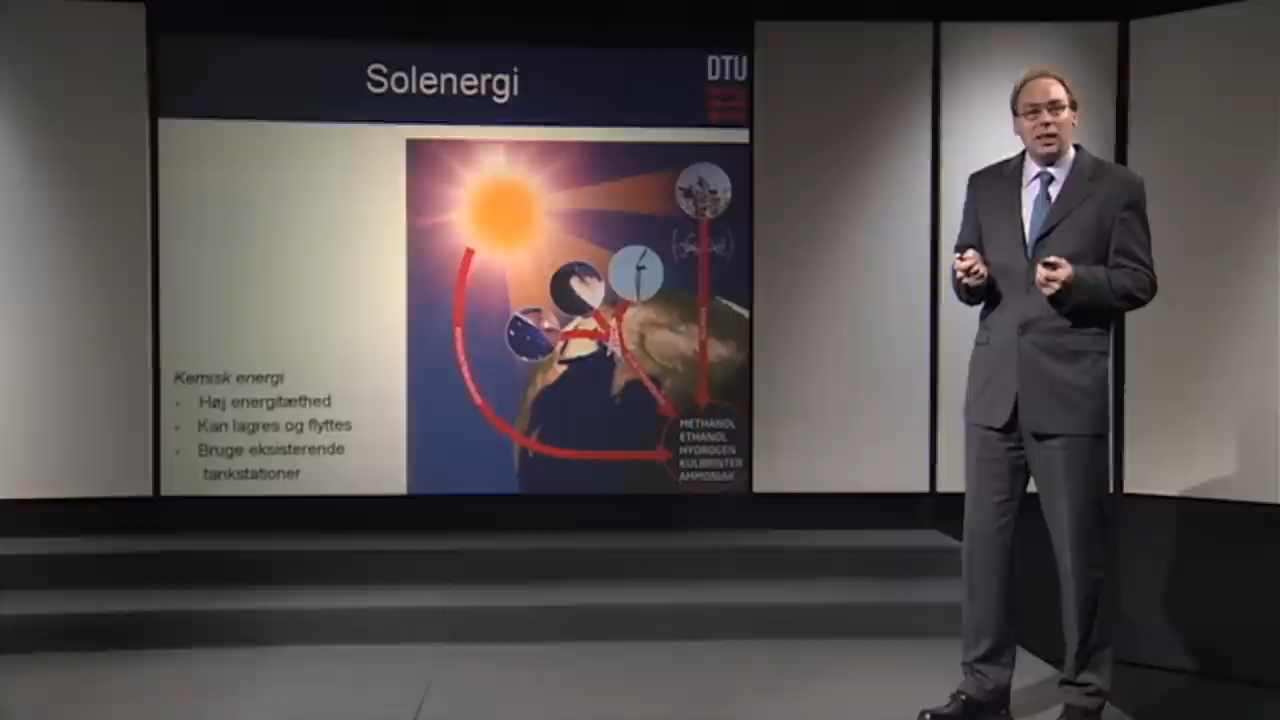 Solenergi
DTU
Kemisk energi
- Høj energitæthed
- Kan lagres og flyttes
- Bruge eksisterende
tankstationer
METHANOL
ETHANOL
HYDROGEN
KULBRINTER
AMMONIAK